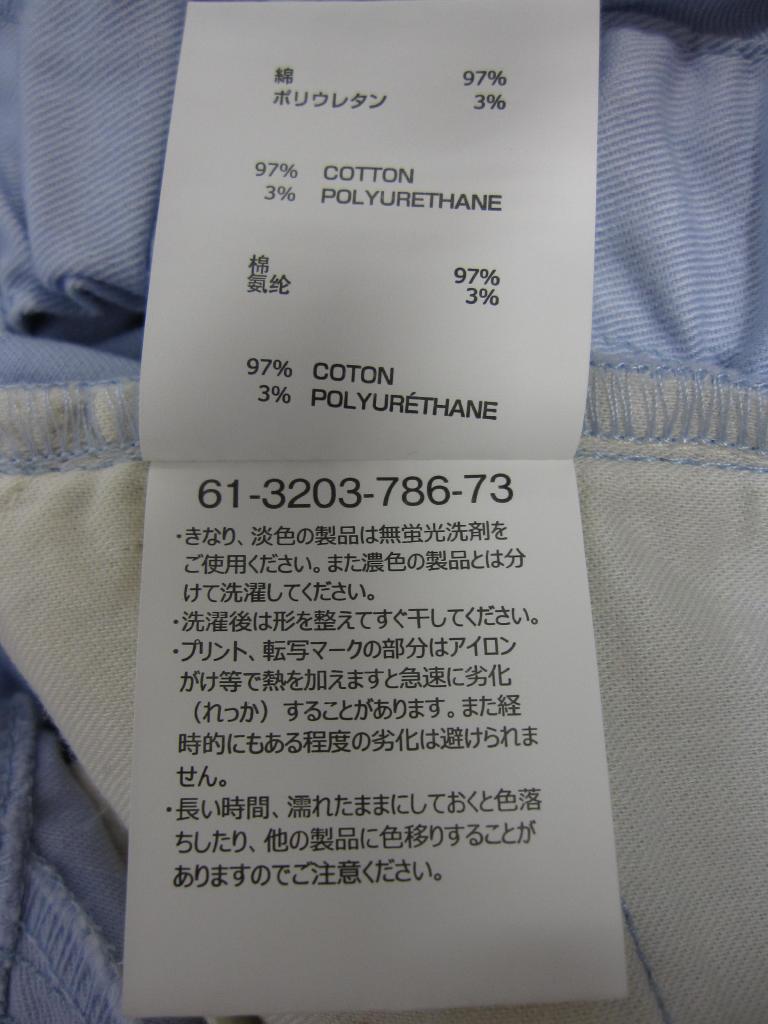 綿 97%
ポリウレタン 3%
97% COTTON
3% POLYURETHANE
棉 97%
氨纶 3%
97% COTON
3% POLYURÉTHANE
61-3203-786-73
・きなり、淡色の製品は無蛍光洗剤を
ご使用ください。また濃色の製品とは分
けて洗濯してください。
・洗濯後は形を整えてすぐ干してください。
・プリント、転写マークの部分はアイロン
がけ等で熱を加えますと急速に劣化
（れっか）することがあります。また経
時的にもある程度の劣化は避けられま
せん。
・長い時間、濡れたままにしておくと色落
ちしたり、他の製品に色移りすることが
ありますのでご注意ください。